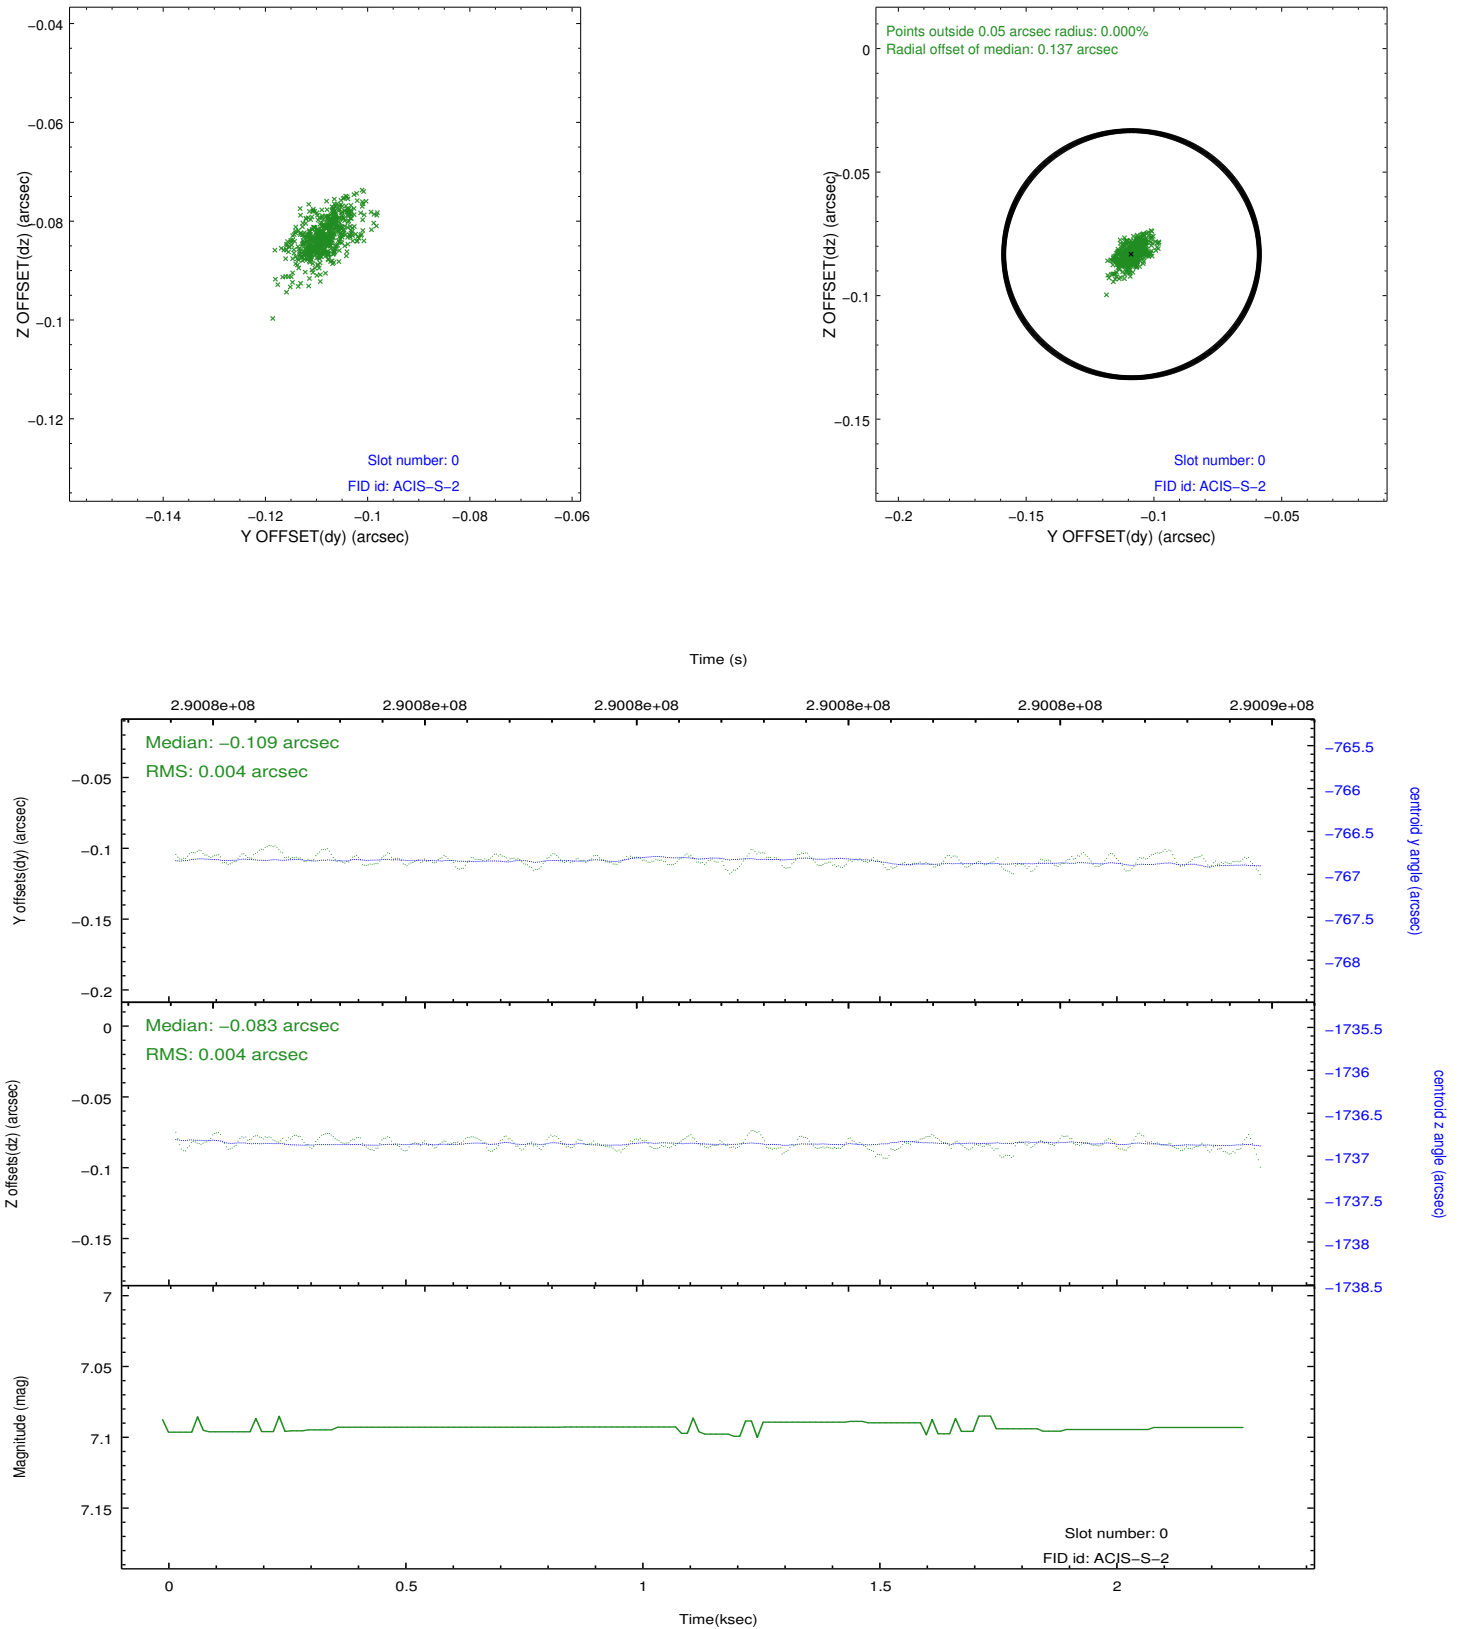 −0.04
−0.06
−0.08
−0.1
−0.12
Z OFFSET(dz) (arcsec)
Slot number: 0
FID id: ACIS−S−2
−0.14
−0.12
−0.1
−0.08
−0.06
Y OFFSET(dy) (arcsec)
Points outside 0.05 arcsec radius: 0.000%
Radial offset of median: 0.137 arcsec
0
−0.05
−0.1
−0.15
Z OFFSET(dz) (arcsec)
Slot number: 0
FID id: ACIS−S−2
−0.2
−0.15
−0.1
−0.05
Y OFFSET(dy) (arcsec)
Time (s)
2.9008e+08
2.9008e+08
2.9008e+08
2.9008e+08
2.9008e+08
2.9009e+08
Median: −0.109 arcsec
RMS: 0.004 arcsec
−0.05
−0.1
−0.15
−0.2
Y offsets(dy) (arcsec)
−765.5
−766
−766.5
−767
−767.5
−768
centroid y angle (arcsec)
Median: −0.083 arcsec
RMS: 0.004 arcsec
0
−0.05
−0.1
−0.15
Z offsets(dz) (arcsec)
−1735.5
−1736
−1736.5
−1737
−1737.5
−1738
−1738.5
centroid z angle (arcsec)
7
7.05
7.1
7.15
Magnitude (mag)
Slot number: 0
FID id: ACIS−S−2
0
0.5
1
1.5
2
Time(ksec)